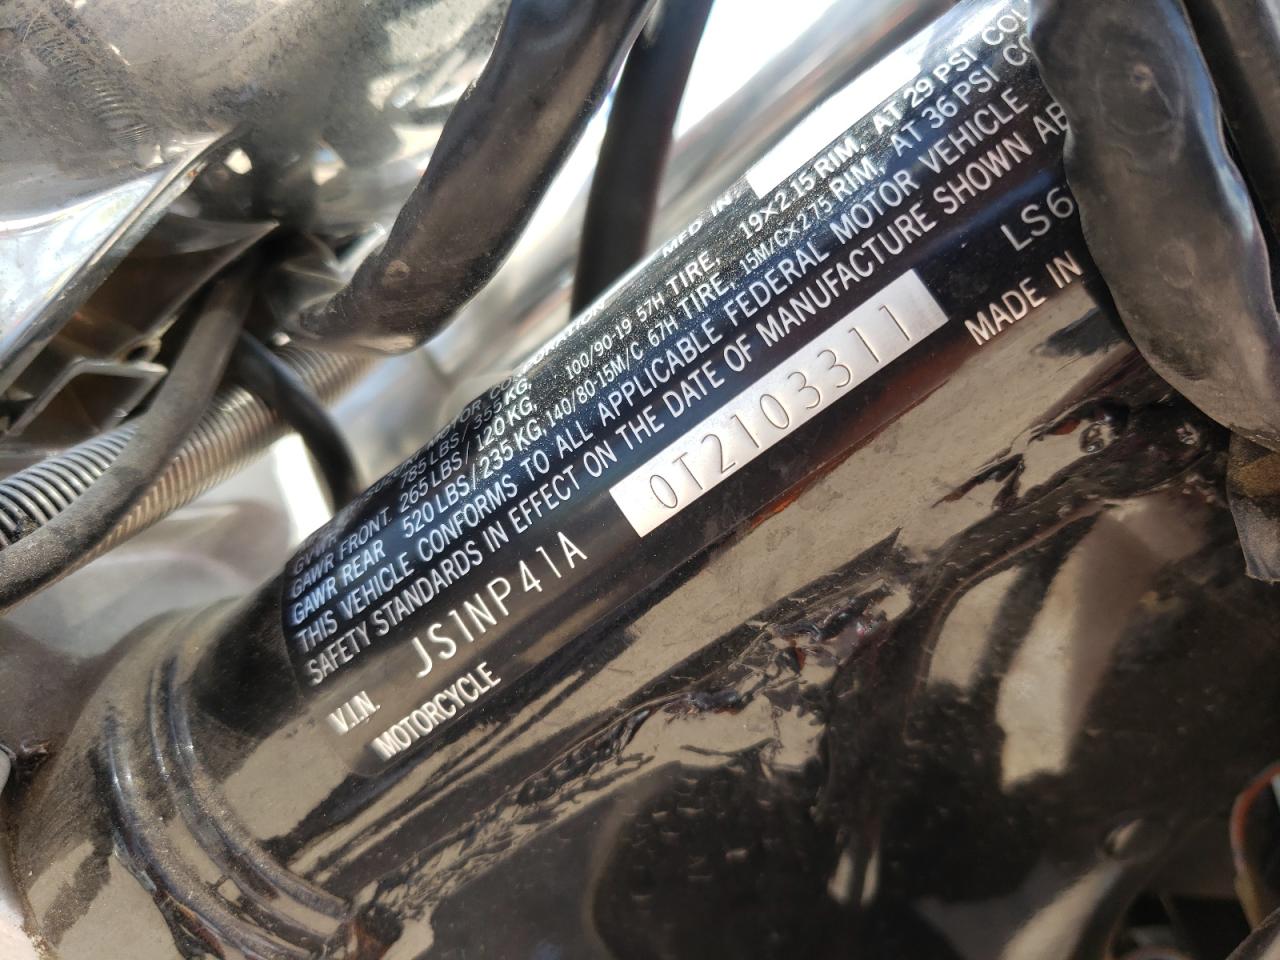 MOTOR CORPORATION MFD IN
GVWR 785 LBS / 355 KG
GAWR FRONT. 265 LBS / 120 KG, 100/90-19 57H TIRE, 19×2·15 RIM, AT 29 PSI
GAWR REAR 520 LBS / 235 KG, 140/80-15M/C 67H TIRE, 15M/C×2.75 RIM, AT 36 PSI
THIS VEHICLE CONFORMS TO ALL APPLICABLE FEDERAL MOTOR VEHICLE
SAFETY STANDARDS IN EFFECT ON THE DATE OF MANUFACTURE SHOWN AB
V.I.N. JS1NP41A 0T2103311 LS6
MOTORCYCLE MADE IN